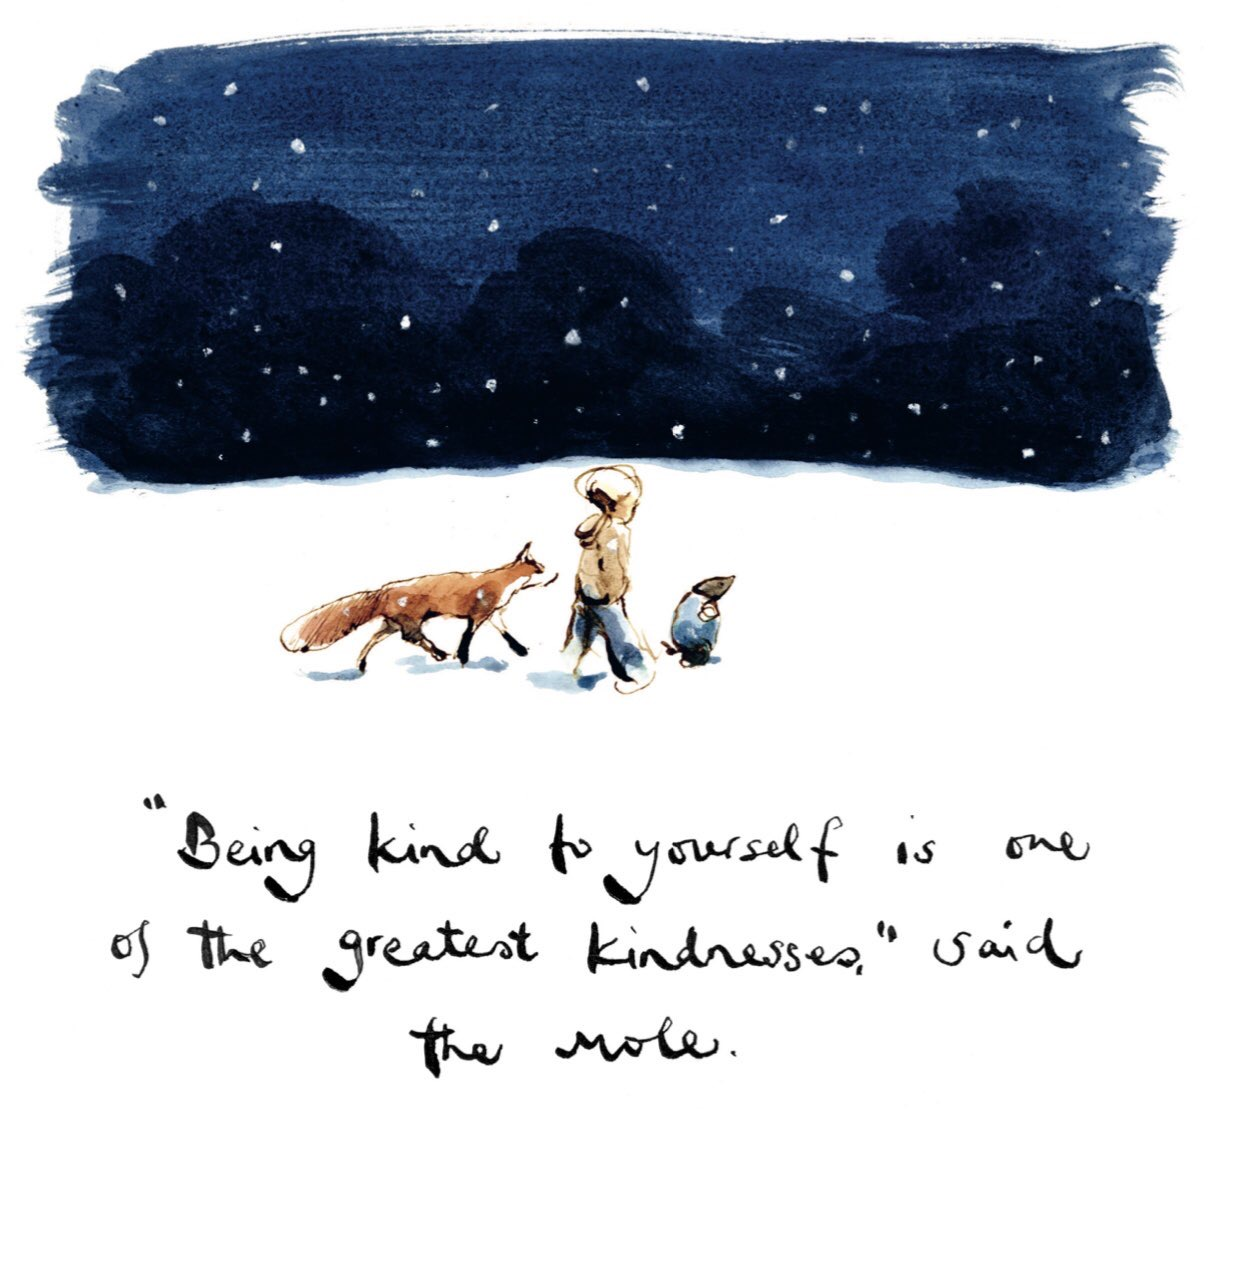 "Being kind to yourself is one
of the greatest kindnesses," said
the mole.